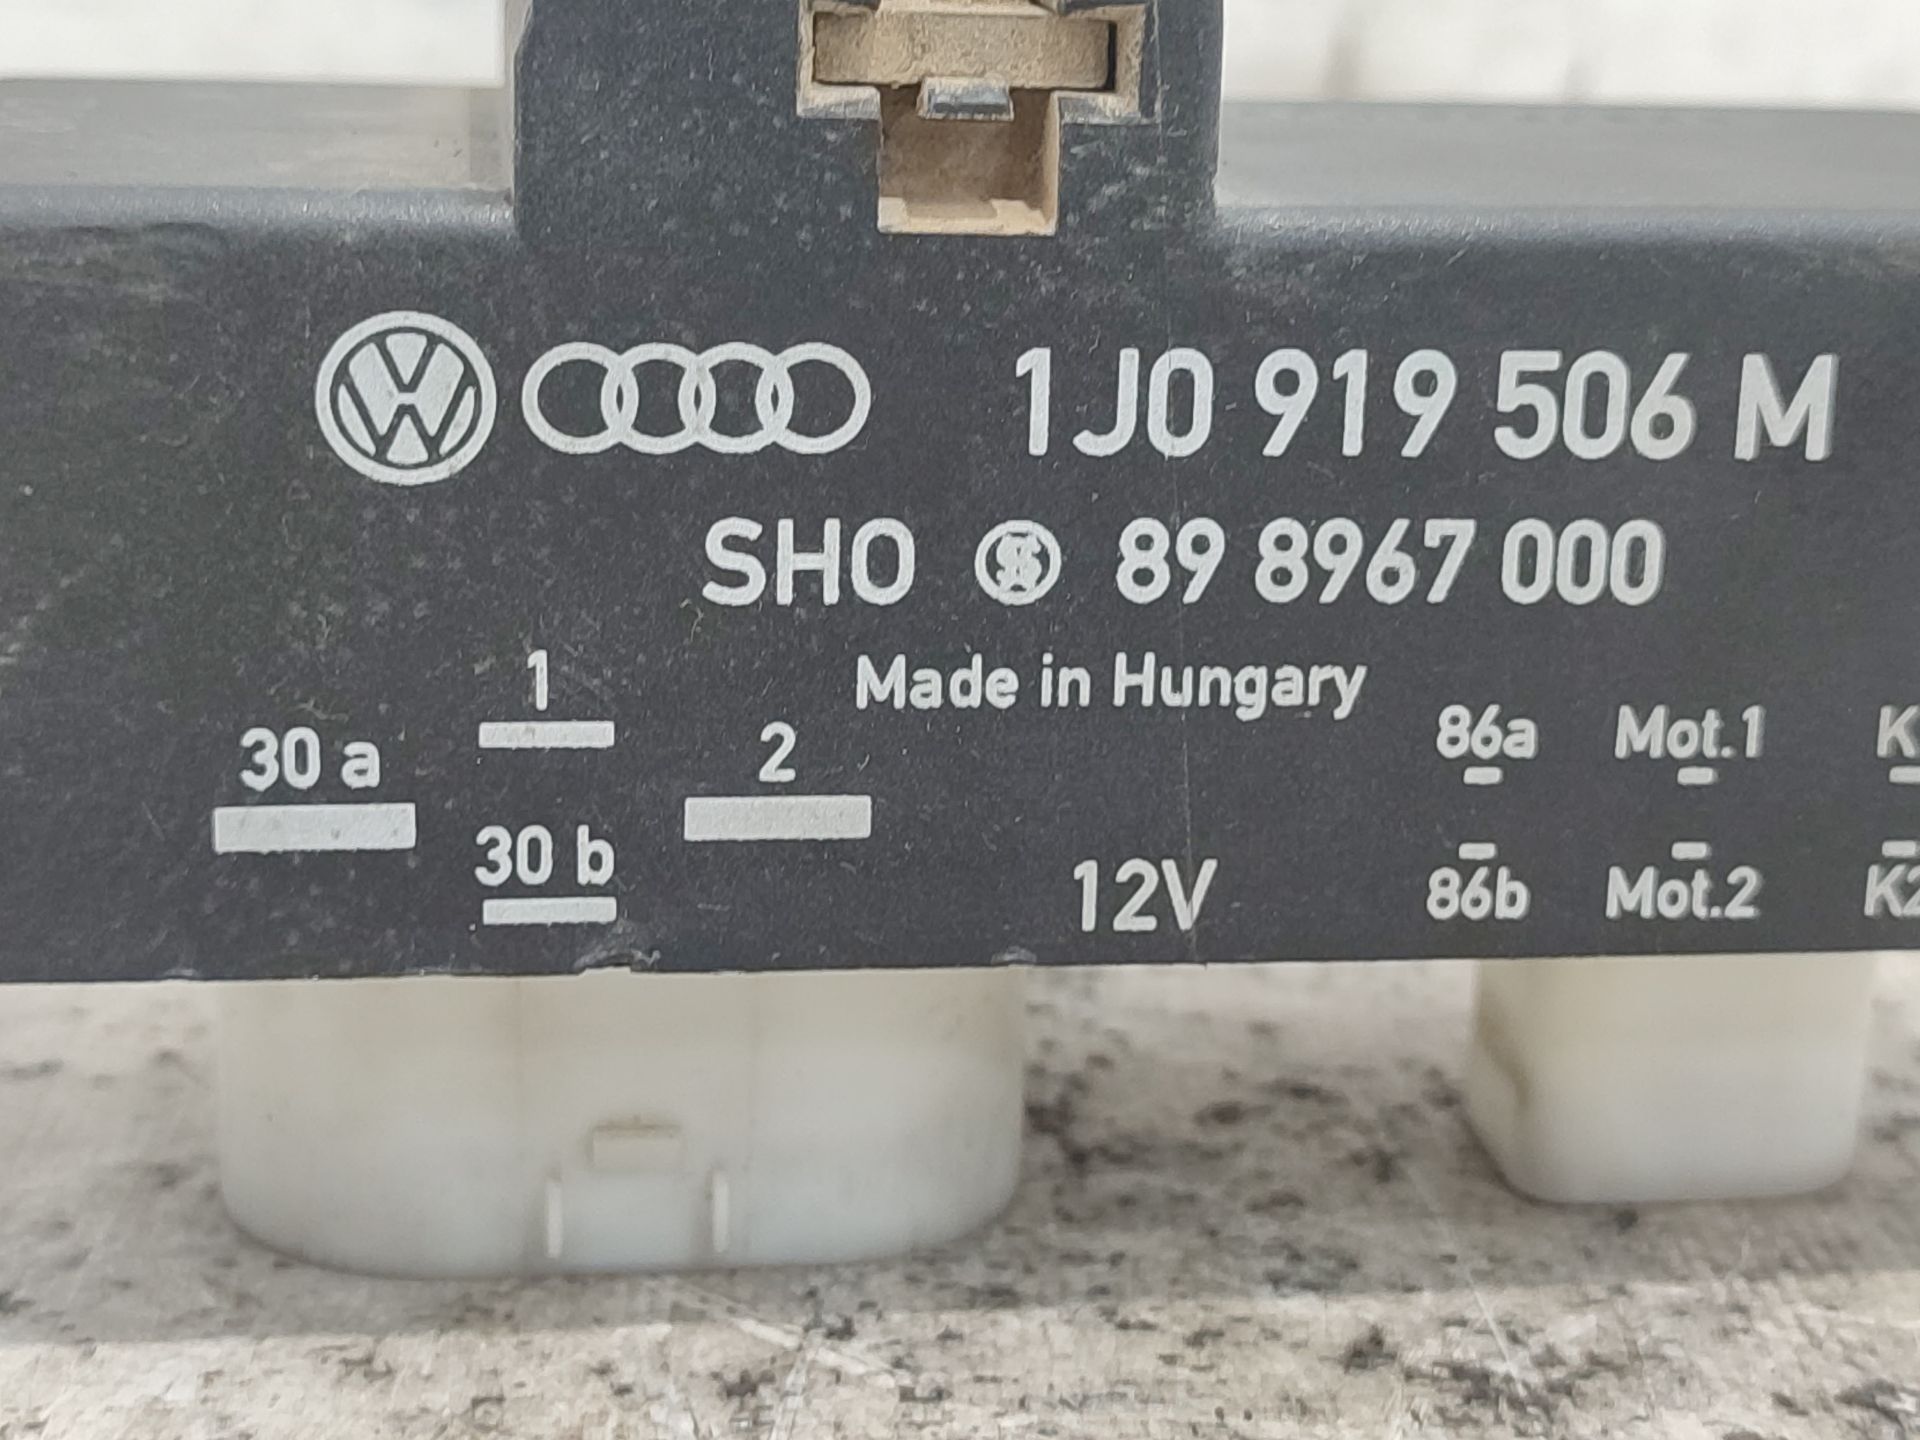 1J0 919 506 M
SHO 89 8967 000
Made in Hungary
1
30 a
2
30 b
12V
86a Mot.1 K
86b Mot.2 K2